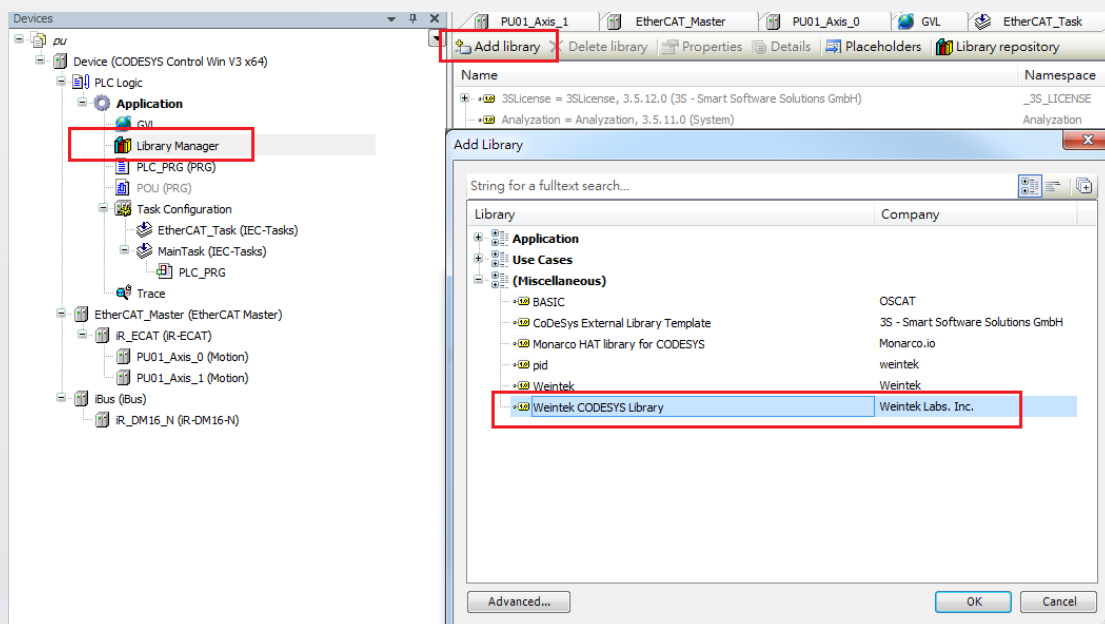 Devices
pu
Device (CODESYS Control Win V3 x64)
PLC Logic
Application
GVL
Library Manager
PLC_PRG (PRG)
POU (PRG)
Task Configuration
EtherCAT_Task (IEC-Tasks)
MainTask (IEC-Tasks)
PLC_PRG
Trace
EtherCAT_Master (EtherCAT Master)
iR_ECAT (iR-ECAT)
PU01_Axis_0 (Motion)
PU01_Axis_1 (Motion)
iBus (iBus)
iR_DM16_N (iR-DM16-N)
PU01_Axis_1 EtherCAT_Master PU01_Axis_0 GVL EtherCAT_Task
Add library Delete library Properties Details Placeholders Library repository
Name Namespace
3SLicense = 3SLicense, 3.5.12.0 (3S - Smart Software Solutions GmbH) _3S_LICENSE
Analyzation = Analyzation, 3.5.11.0 (System) Analyzation
Add Library
String for a fulltext search...
Library Company
Application
Use Cases
(Miscellaneous)
BASIC OSCAT
CoDeSys External Library Template 3S - Smart Software Solutions GmbH
Monarco HAT library for CODESYS Monarco.io
pid weintek
Weintek Weintek
Weintek CODESYS Library Weintek Labs. Inc.
Advanced... OK Cancel